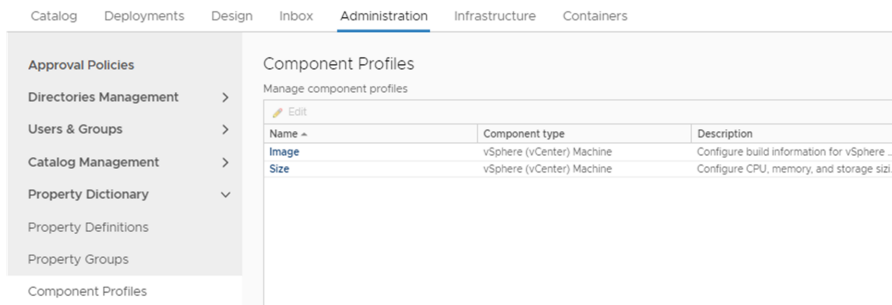 Catalog Deployments Design Inbox Administration Infrastructure Containers
Approval Policies
Directories Management
Users & Groups
Catalog Management
Property Dictionary
Property Definitions
Property Groups
Component Profiles
Component Profiles
Manage component profiles
Edit
Name Component type Description
Image vSphere (vCenter) Machine Configure build information for vSphere ..
Size vSphere (vCenter) Machine Configure CPU, memory, and storage sizi.